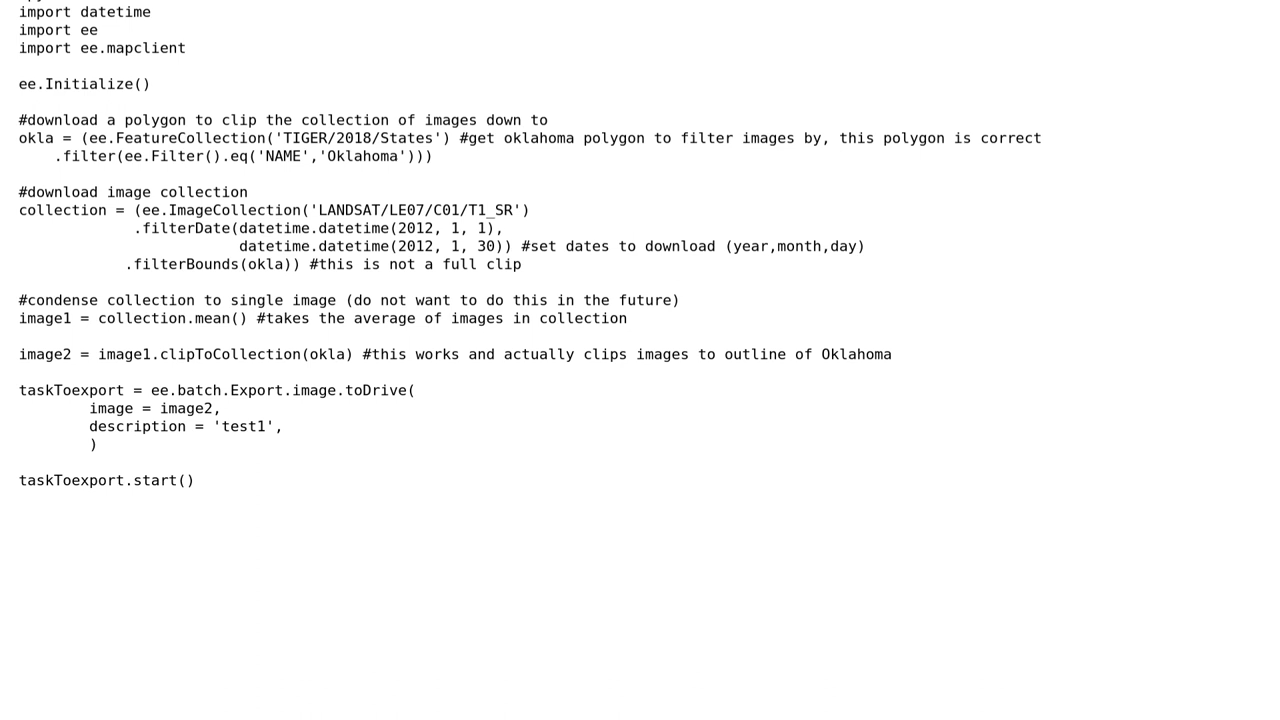 import datetime
import ee
import ee.mapclient

ee.Initialize()

#download a polygon to clip the collection of images down to
okla = (ee.FeatureCollection('TIGER/2018/States') #get oklahoma polygon to filter images by, this polygon is correct
    .filter(ee.Filter().eq('NAME','Oklahoma')))

#download image collection
collection = (ee.ImageCollection('LANDSAT/LE07/C01/T1_SR')
             .filterDate(datetime.datetime(2012, 1, 1),
                         datetime.datetime(2012, 1, 30)) #set dates to download (year,month,day)
            .filterBounds(okla)) #this is not a full clip

#condense collection to single image (do not want to do this in the future)
image1 = collection.mean() #takes the average of images in collection

image2 = image1.clipToCollection(okla) #this works and actually clips images to outline of Oklahoma

taskToexport = ee.batch.Export.image.toDrive(
        image = image2,
        description = 'test1',
        )

taskToexport.start()